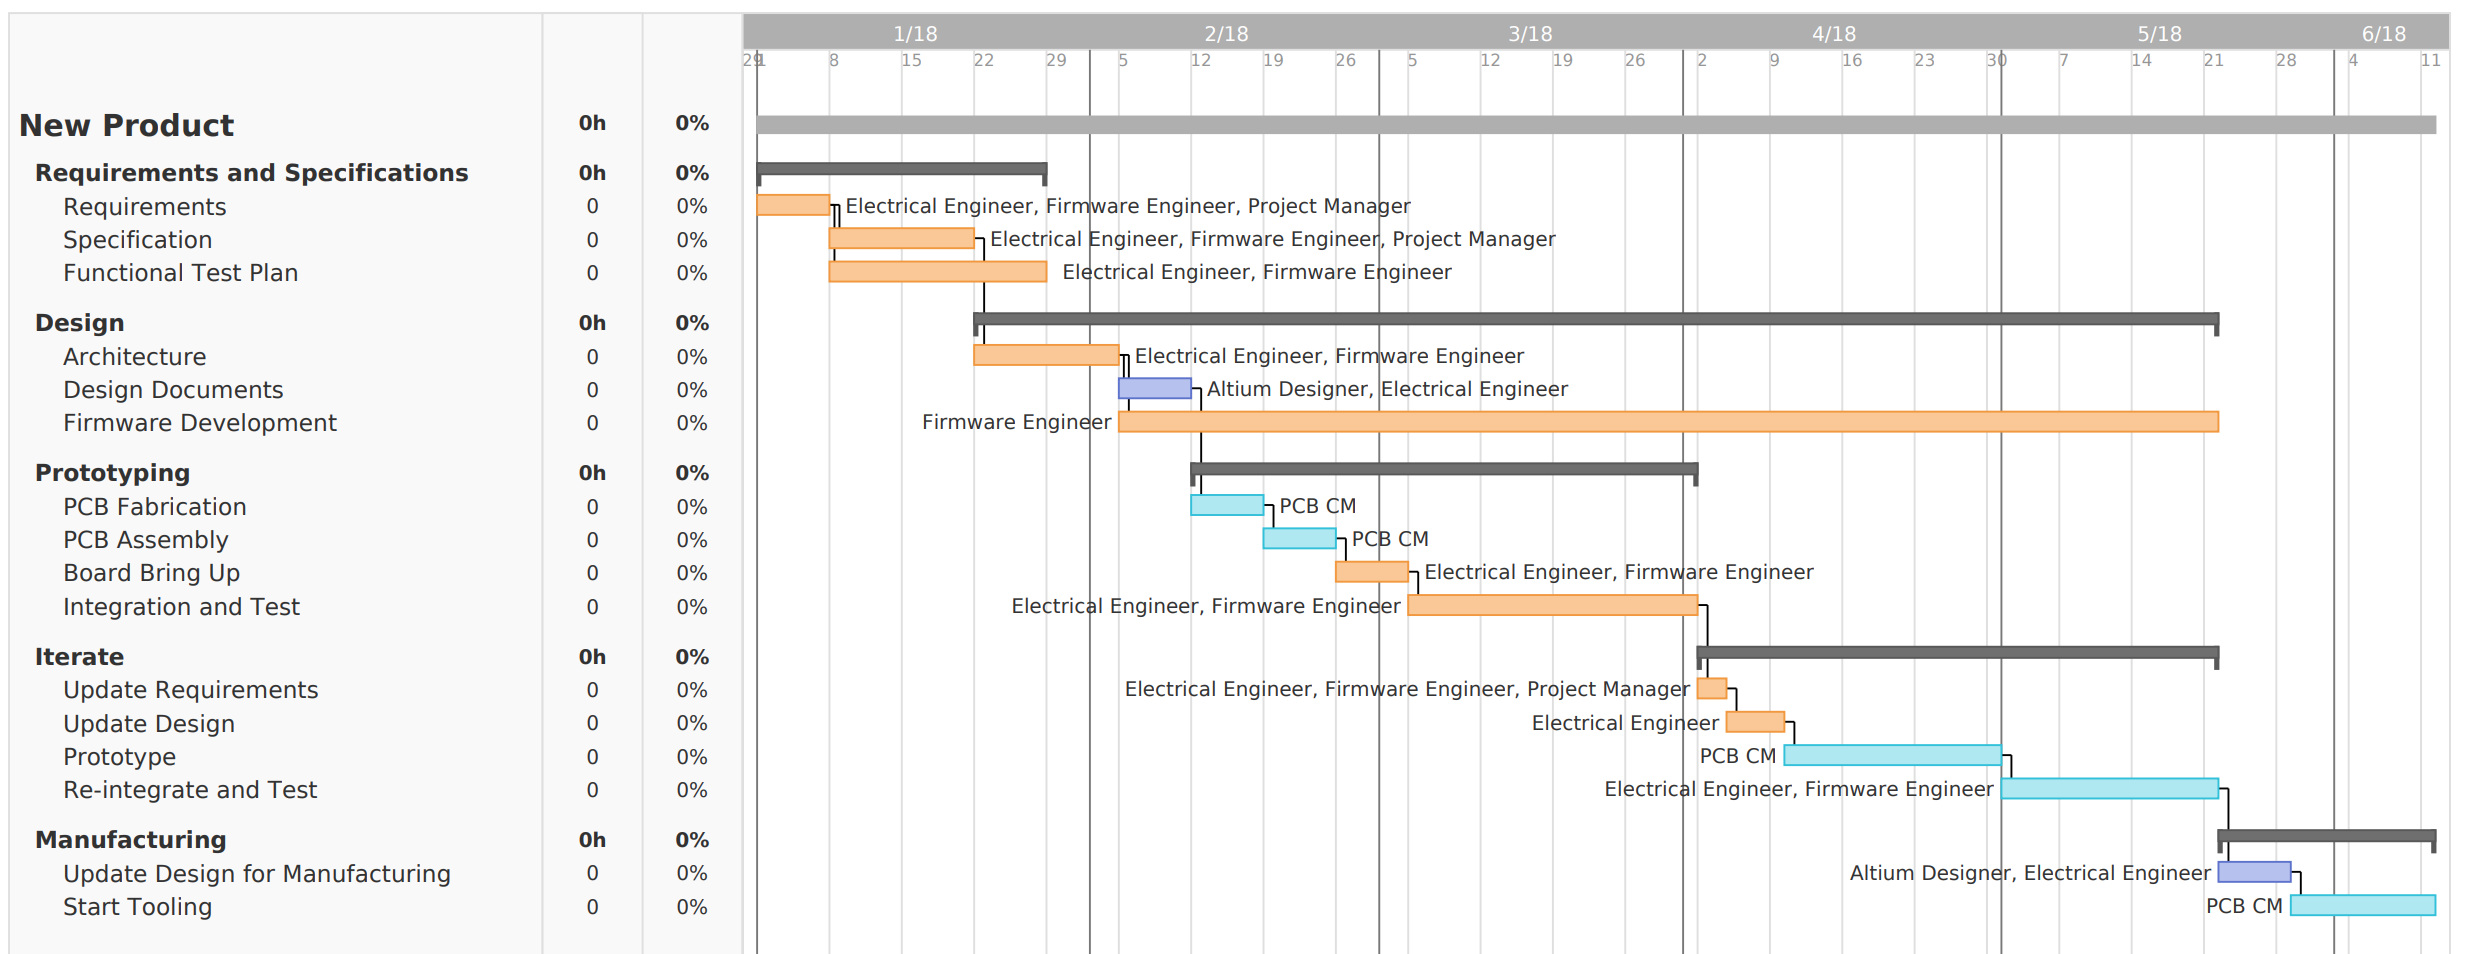 1/18 2/18 3/18 4/18 5/18 6/18
29 1 8 15 22 29 5 12 19 26 5 12 19 26 2 9 16 23 30 7 14 21 28 4 11
New Product 0h 0%
Requirements and Specifications 0h 0%
Requirements 0 0% Electrical Engineer, Firmware Engineer, Project Manager
Specification 0 0% Electrical Engineer, Firmware Engineer, Project Manager
Functional Test Plan 0 0% Electrical Engineer, Firmware Engineer
Design 0h 0%
Architecture 0 0% Electrical Engineer, Firmware Engineer
Design Documents 0 0% Altium Designer, Electrical Engineer
Firmware Development 0 0% Firmware Engineer
Prototyping 0h 0%
PCB Fabrication 0 0% PCB CM
PCB Assembly 0 0% PCB CM
Board Bring Up 0 0% Electrical Engineer, Firmware Engineer
Integration and Test 0 0% Electrical Engineer, Firmware Engineer
Iterate 0h 0%
Update Requirements 0 0% Electrical Engineer, Firmware Engineer, Project Manager
Update Design 0 0% Electrical Engineer
Prototype 0 0% PCB CM
Re-integrate and Test 0 0% Electrical Engineer, Firmware Engineer
Manufacturing 0h 0%
Update Design for Manufacturing 0 0% Altium Designer, Electrical Engineer
Start Tooling 0 0% PCB CM